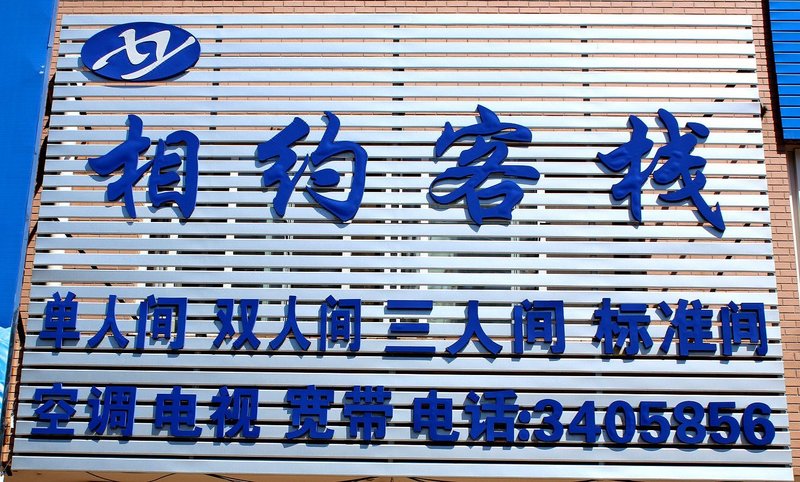 xy
相约客栈
单人间 双人间 三人间 标准间
空调 电视 宽带 电话:3405856